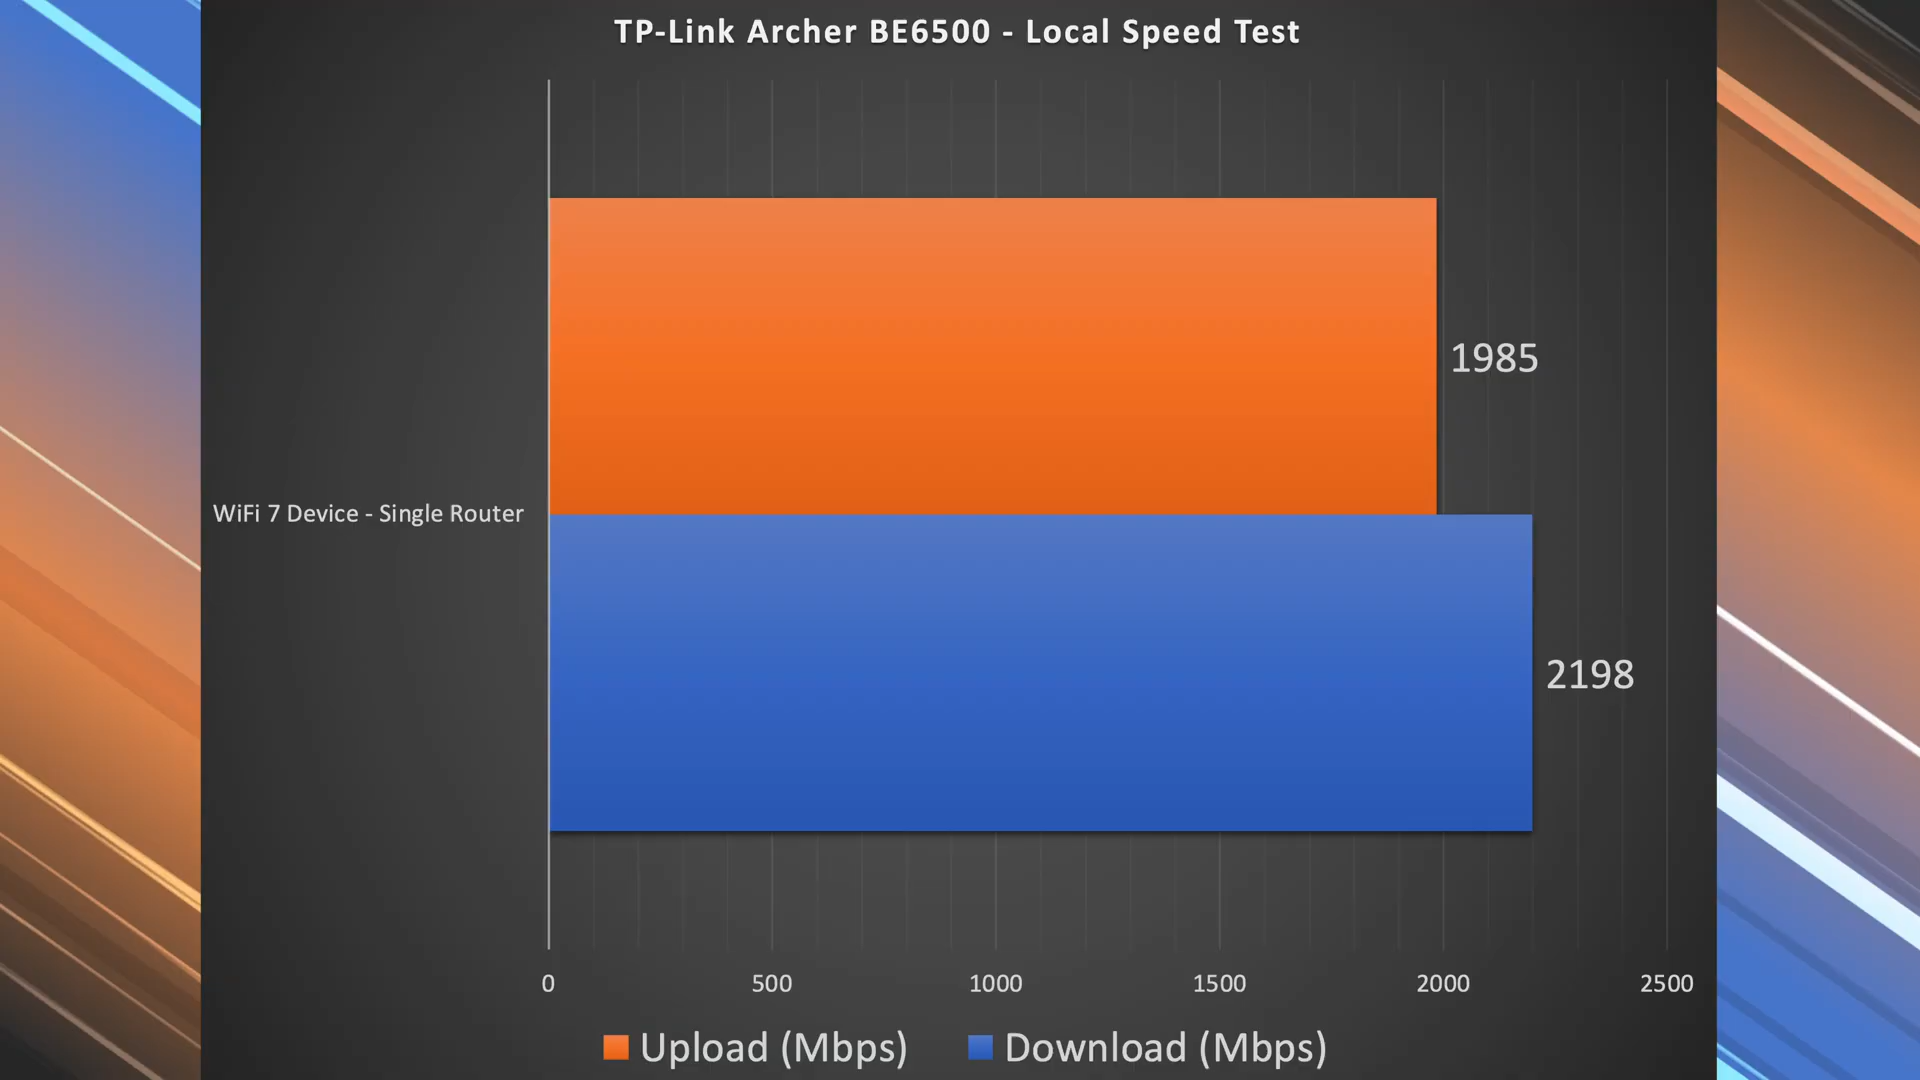 TP-Link Archer BE6500 - Local Speed Test
1985
WiFi 7 Device - Single Router
2198
0 500 1000 1500 2000 2500
Upload (Mbps) Download (Mbps)